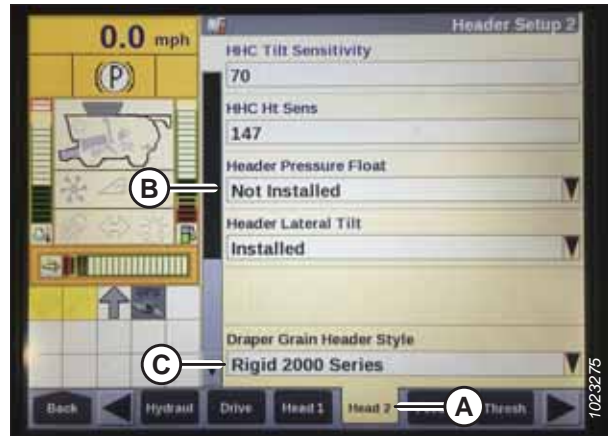 0.0 mph
Header Setup 2
HHC Tilt Sensitivity
70
(P)
HHC Ht Sens
147
Header Pressure Float
B
Not Installed
Header Lateral Tilt
Installed
Draper Grain Header Style
C
Rigid 2000 Series
Back
Hydraul
Drive
Head 1
Head 2
A
Thresh
1023275